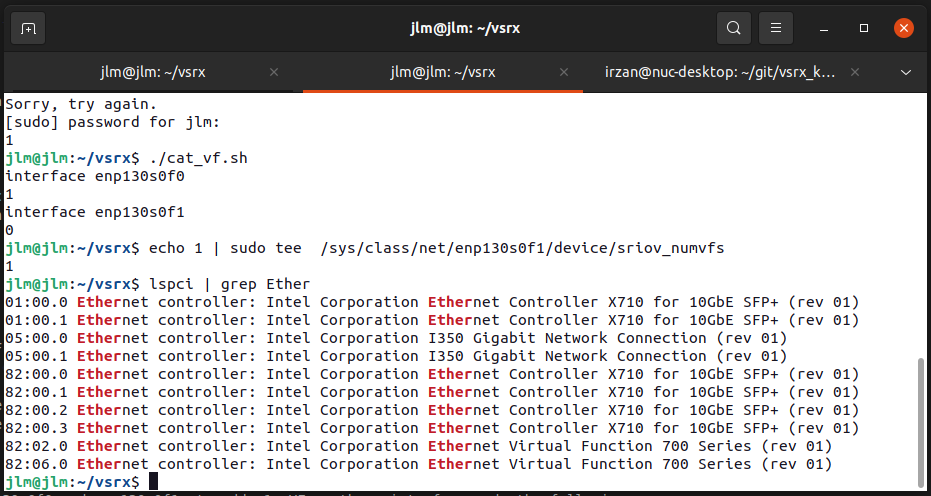 jlm@jlm: ~/vsrx
jlm@jlm: ~/vsrx
jlm@jlm: ~/vsrx
irzan@nuc-desktop: ~/git/vsrx_k...
Sorry, try again.
[sudo] password for jlm:
1
jlm@jlm:~/vsrx$ ./cat_vf.sh
interface enp130s0f0
1
interface enp130s0f1
0
jlm@jlm:~/vsrx$ echo 1 | sudo tee  /sys/class/net/enp130s0f1/device/sriov_numvfs
1
jlm@jlm:~/vsrx$ lspci | grep Ether
01:00.0 Ethernet controller: Intel Corporation Ethernet Controller X710 for 10GbE SFP+ (rev 01)
01:00.1 Ethernet controller: Intel Corporation Ethernet Controller X710 for 10GbE SFP+ (rev 01)
05:00.0 Ethernet controller: Intel Corporation I350 Gigabit Network Connection (rev 01)
05:00.1 Ethernet controller: Intel Corporation I350 Gigabit Network Connection (rev 01)
82:00.0 Ethernet controller: Intel Corporation Ethernet Controller X710 for 10GbE SFP+ (rev 01)
82:00.1 Ethernet controller: Intel Corporation Ethernet Controller X710 for 10GbE SFP+ (rev 01)
82:00.2 Ethernet controller: Intel Corporation Ethernet Controller X710 for 10GbE SFP+ (rev 01)
82:00.3 Ethernet controller: Intel Corporation Ethernet Controller X710 for 10GbE SFP+ (rev 01)
82:02.0 Ethernet controller: Intel Corporation Ethernet Virtual Function 700 Series (rev 01)
82:06.0 Ethernet controller: Intel Corporation Ethernet Virtual Function 700 Series (rev 01)
jlm@jlm:~/vsrx$